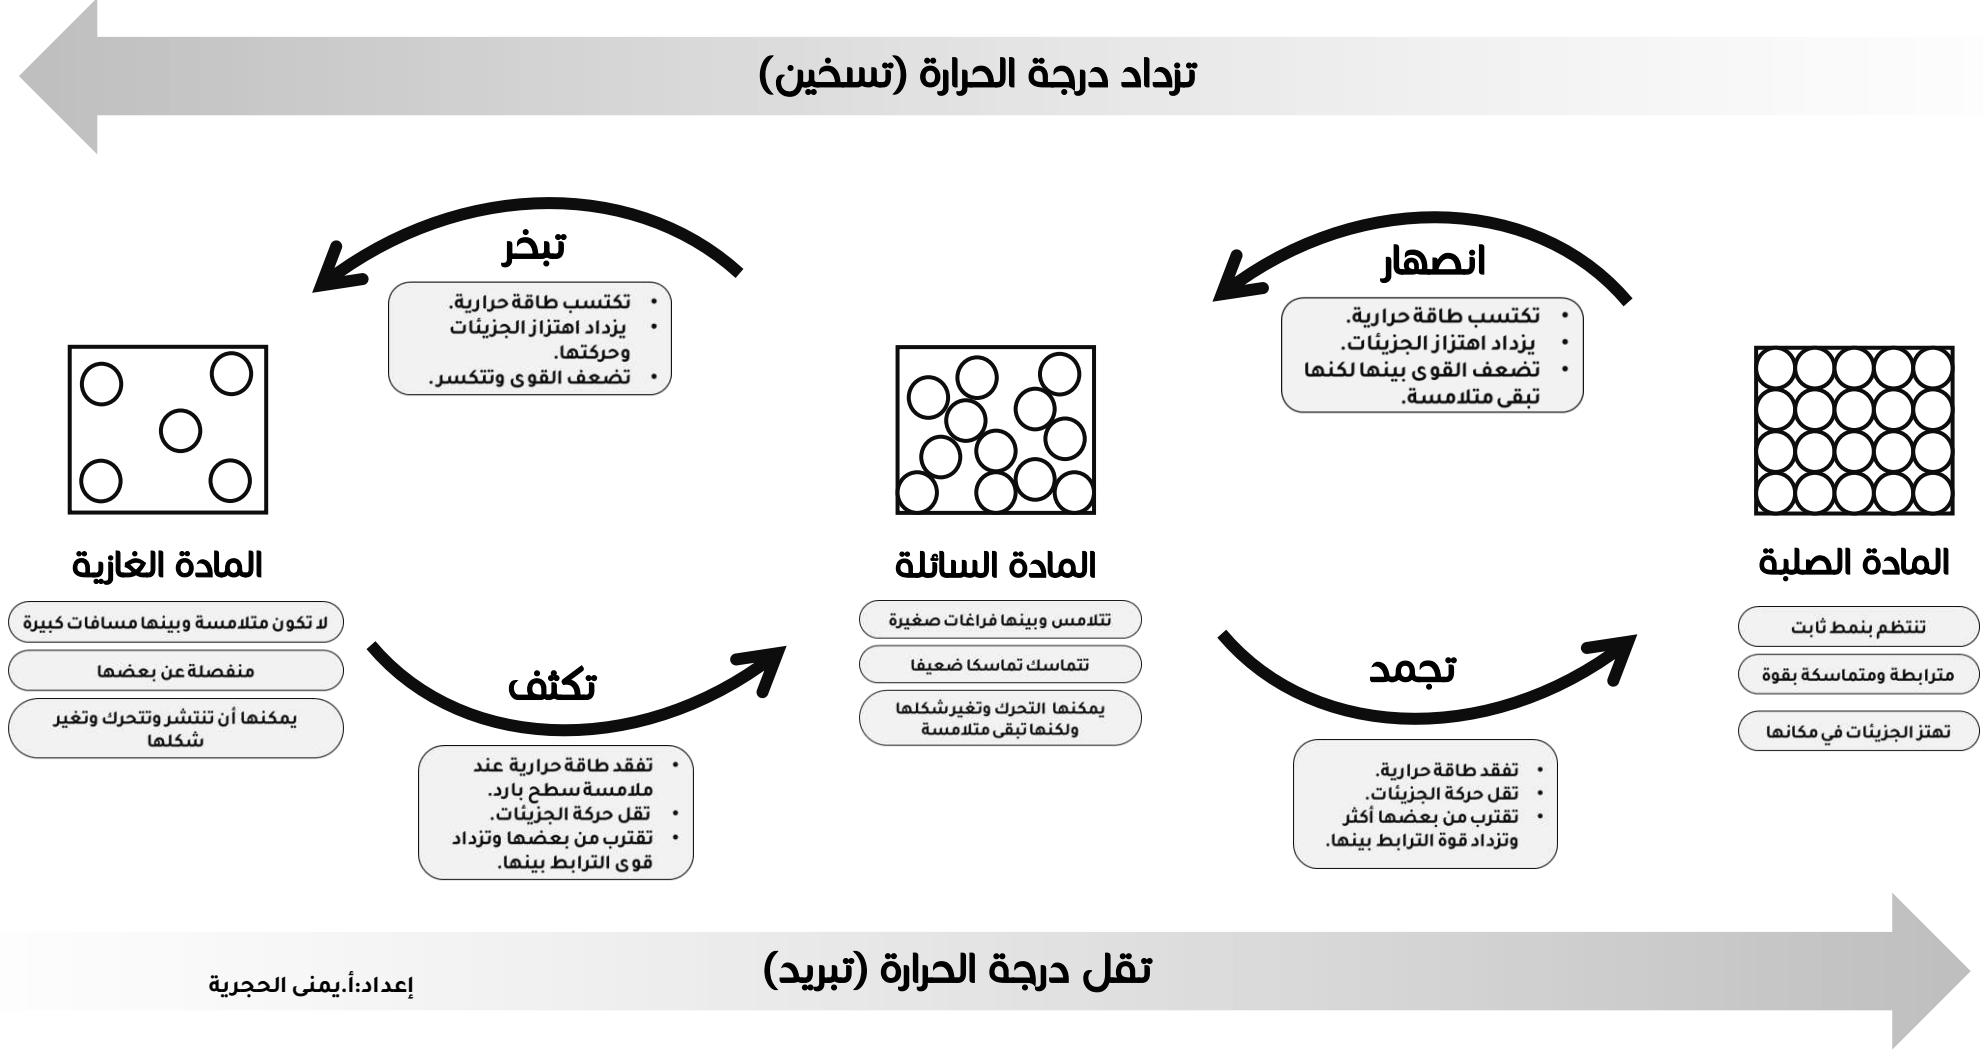 تزداد درجة الحرارة (تسخين)
انصهار
• تكتسب طاقة حرارية.
• يزداد اهتزاز الجزيئات.
• تضعف القوى بينها لكنها
تبقى متلامسة.
تبخر
• تكتسب طاقة حرارية.
• يزداد اهتزاز الجزيئات
وحركتها.
• تضعف القوى وتتكسر.
المادة الصلبة
تنتظم بنمط ثابت
مترابطة ومتماسكة بقوة
تهتز الجزيئات في مكانها
المادة السائلة
تتلامس وبينها فراغات صغيرة
تتماسك تماسكا ضعيفا
يمكنها التحرك وتغير شكلها
ولكنها تبقى متلامسة
المادة الغازية
لا تكون متلامسة وبينها مسافات كبيرة
منفصلة عن بعضها
يمكنها أن تنتشر وتتحرك وتغير
شكلها
تجمد
• تفقد طاقة حرارية.
• تقل حركة الجزيئات.
• تقترب من بعضها أكثر
وتزداد قوة الترابط بينها.
تكثف
• تفقد طاقة حرارية عند
ملامسة سطح بارد.
• تقل حركة الجزيئات.
• تقترب من بعضها وتزداد
قوى الترابط بينها.
تقل درجة الحرارة (تبريد)
إعداد:أ.يمنى الحجرية